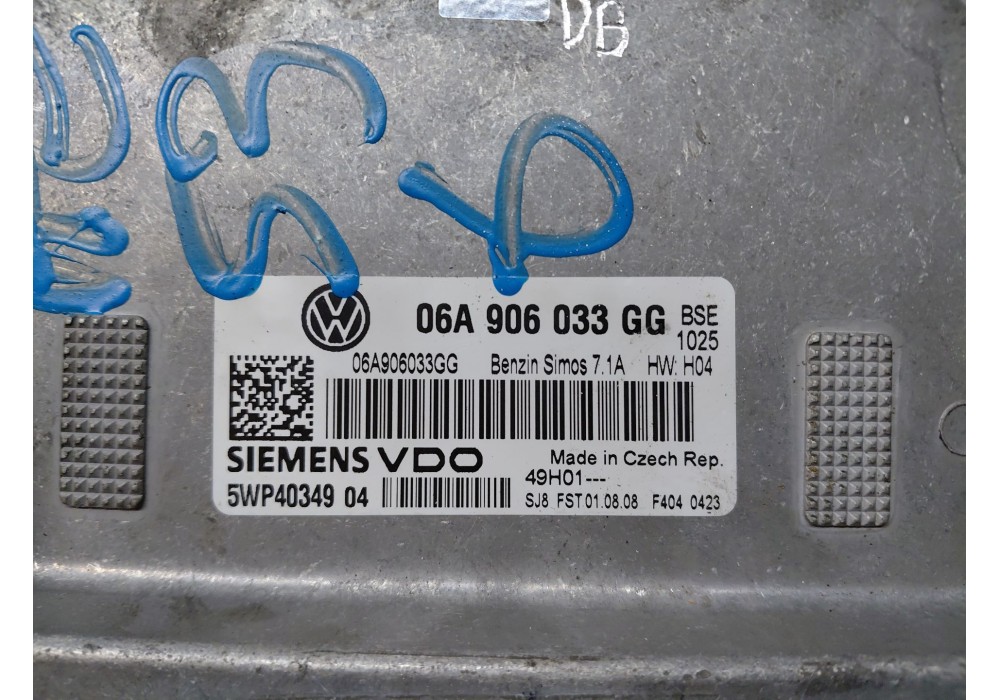 DB
06A 906 033 GG BSE
1025
06A906033GG Benzin Simos 7.1A HW: H04
SIEMENS VDO
Made in Czech Rep.
49H01---
5WP40349 04
SJ8 FST 01.08.08 F404 0423